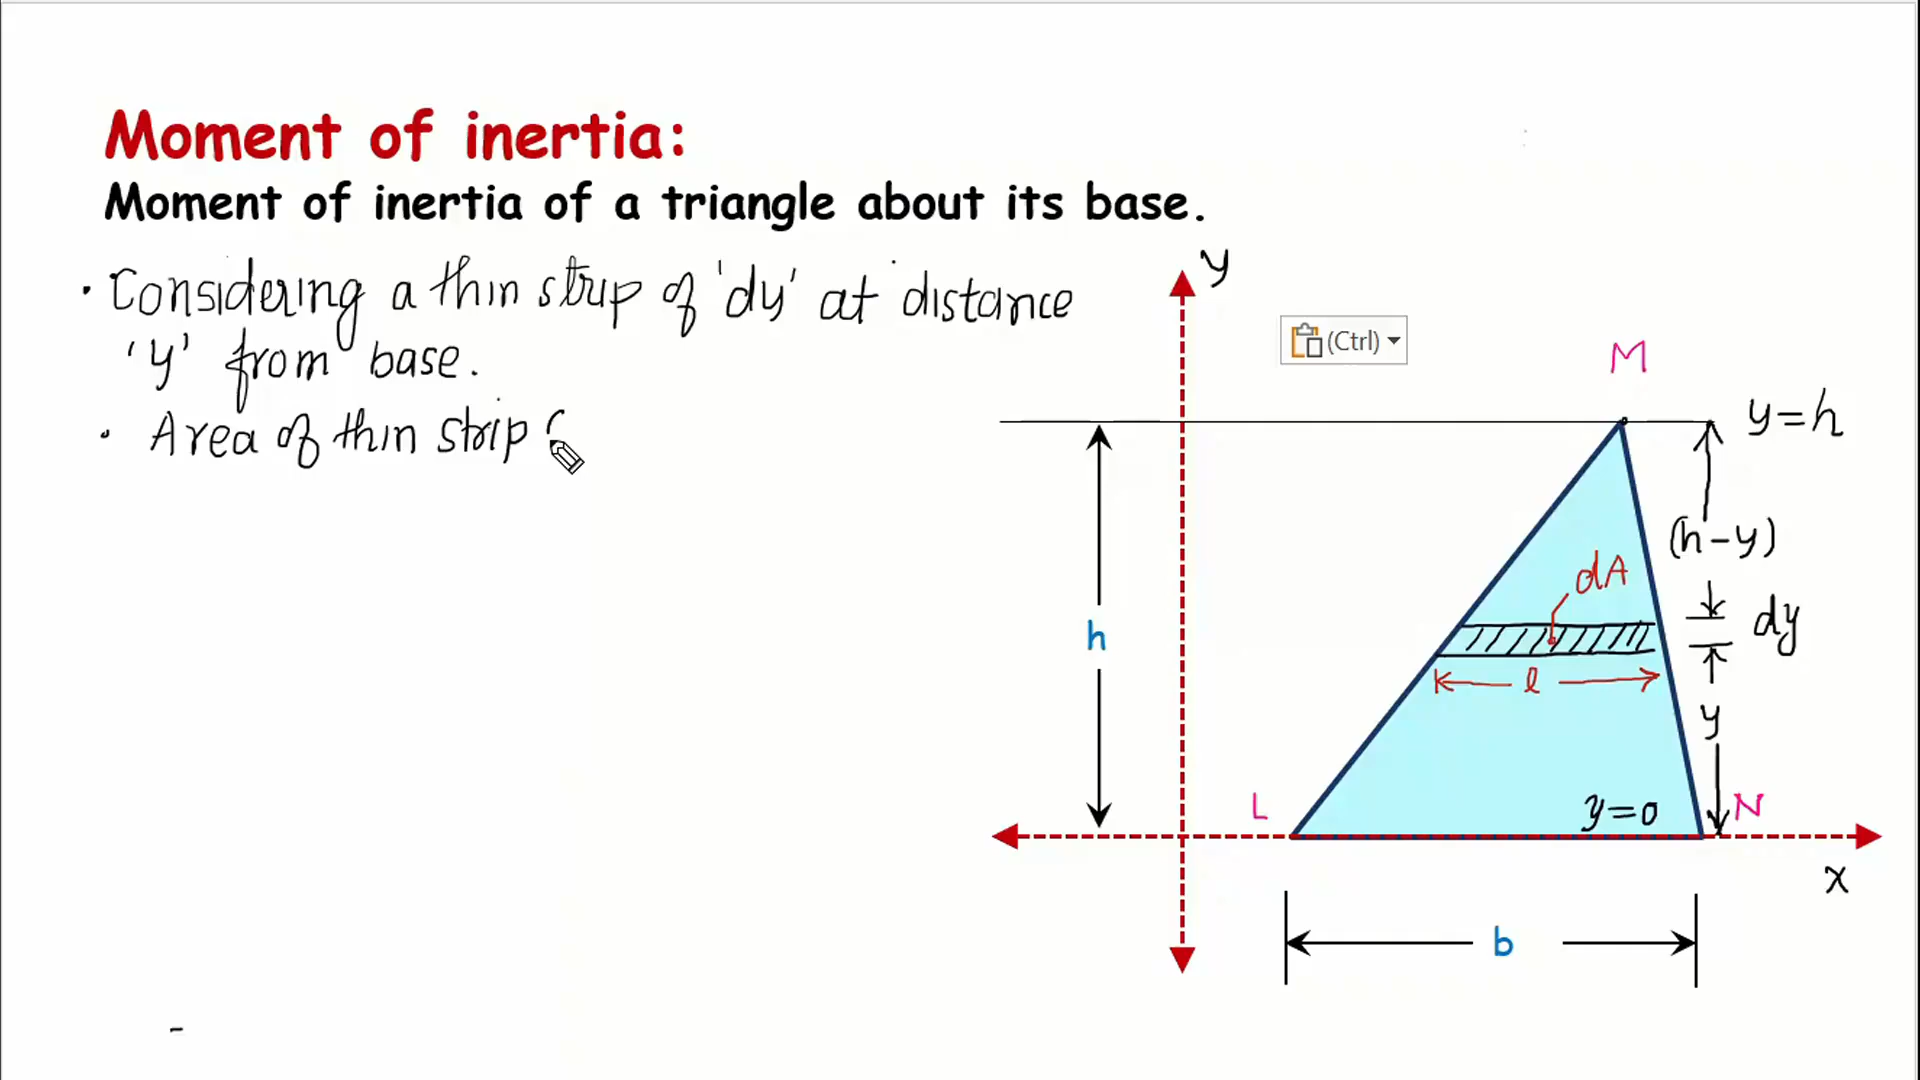 Moment of inertia:
Moment of inertia of a triangle about its base.
• Considering a thin strip of 'dy' at distance
'y' from base.
• Area of thin strip (
y
(Ctrl)
M
y=h
(h-y)
dA
dy
h
l
y
L
y=0
N
x
b
-